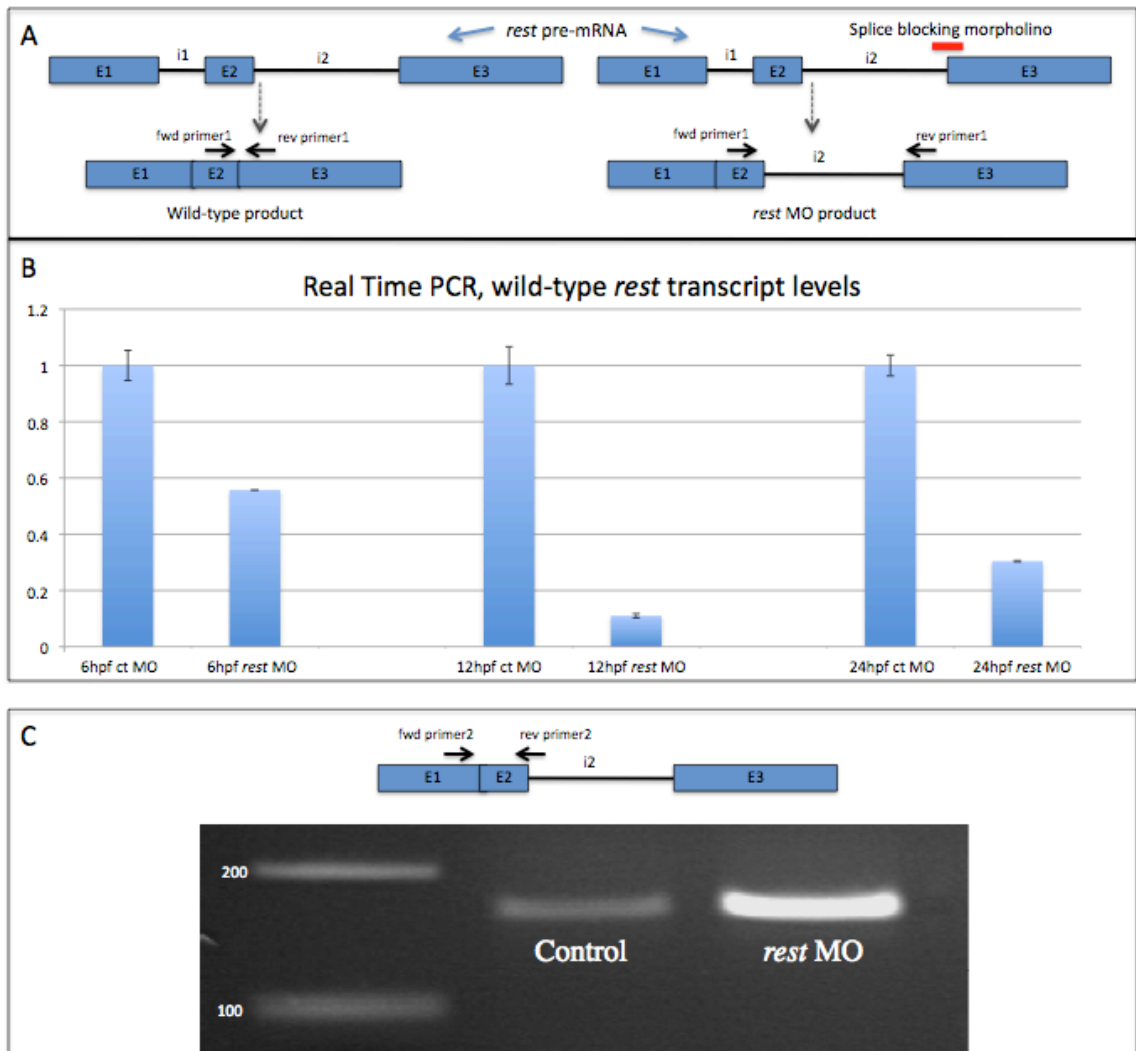 A
rest pre-mRNA
Splice blocking morpholino
E1 i1 E2 i2 E3
E1 i1 E2 i2 E3
fwd primer1 rev primer1
fwd primer1 i2 rev primer1
E1 E2 E3
E1 E2 E3
Wild-type product
rest MO product
B
Real Time PCR, wild-type rest transcript levels
1.2
1
0.8
0.6
0.4
0.2
0
6hpf ct MO 6hpf rest MO 12hpf ct MO 12hpf rest MO 24hpf ct MO 24hpf rest MO
C
fwd primer2 rev primer2
E1 E2 i2 E3
200
Control rest MO
100